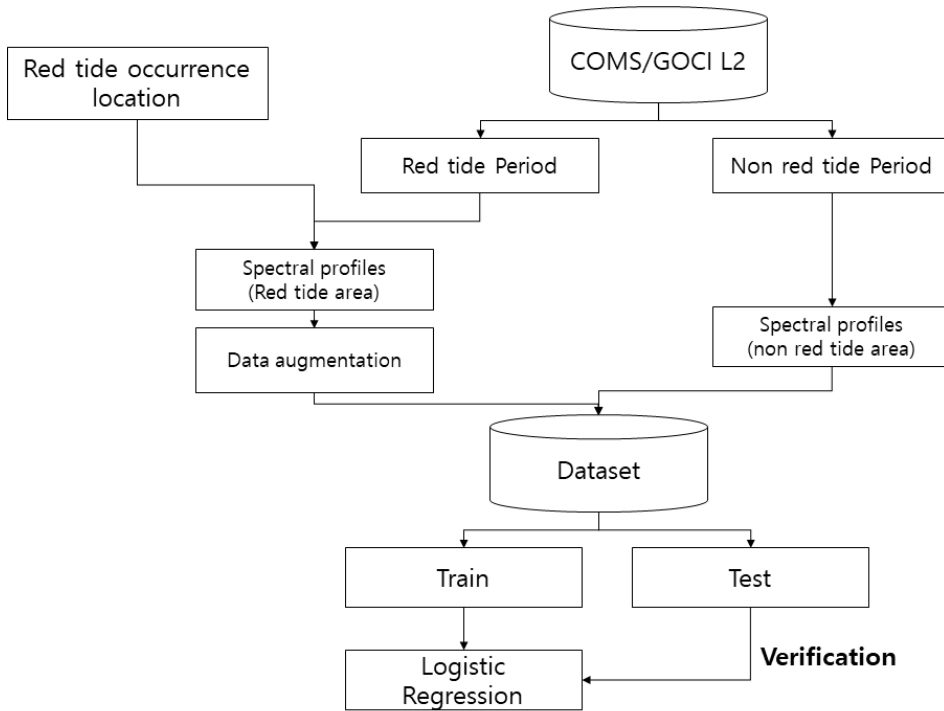 COMS/GOCI L2
Red tide occurrence
location
Red tide Period
Non red tide Period
Spectral profiles
(Red tide area)
Spectral profiles
(non red tide area)
Data augmentation
Dataset
Train
Test
Verification
Logistic
Regression